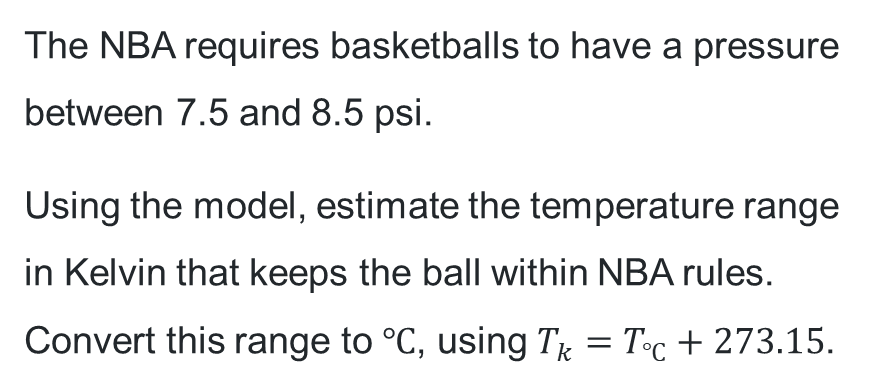 The NBA requires basketballs to have a pressure
between 7.5 and 8.5 psi.
Using the model, estimate the temperature range
in Kelvin that keeps the ball within NBA rules.
Convert this range to °C, using T_k = T_°C + 273.15.